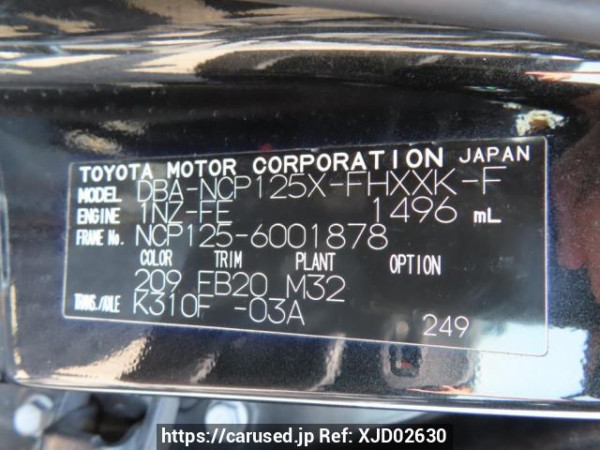 TOYOTA MOTOR CORPORATION JAPAN
MODEL DBA-NCP125X-FHXXK-F
ENGINE 1NZ-FE 1496 mL
FRAME No. NCP125-6001878
COLOR TRIM PLANT OPTION
209 FB20 M32
TRANS./AXLE K310F -03A
249
https://carused.jp Ref: XJD02630